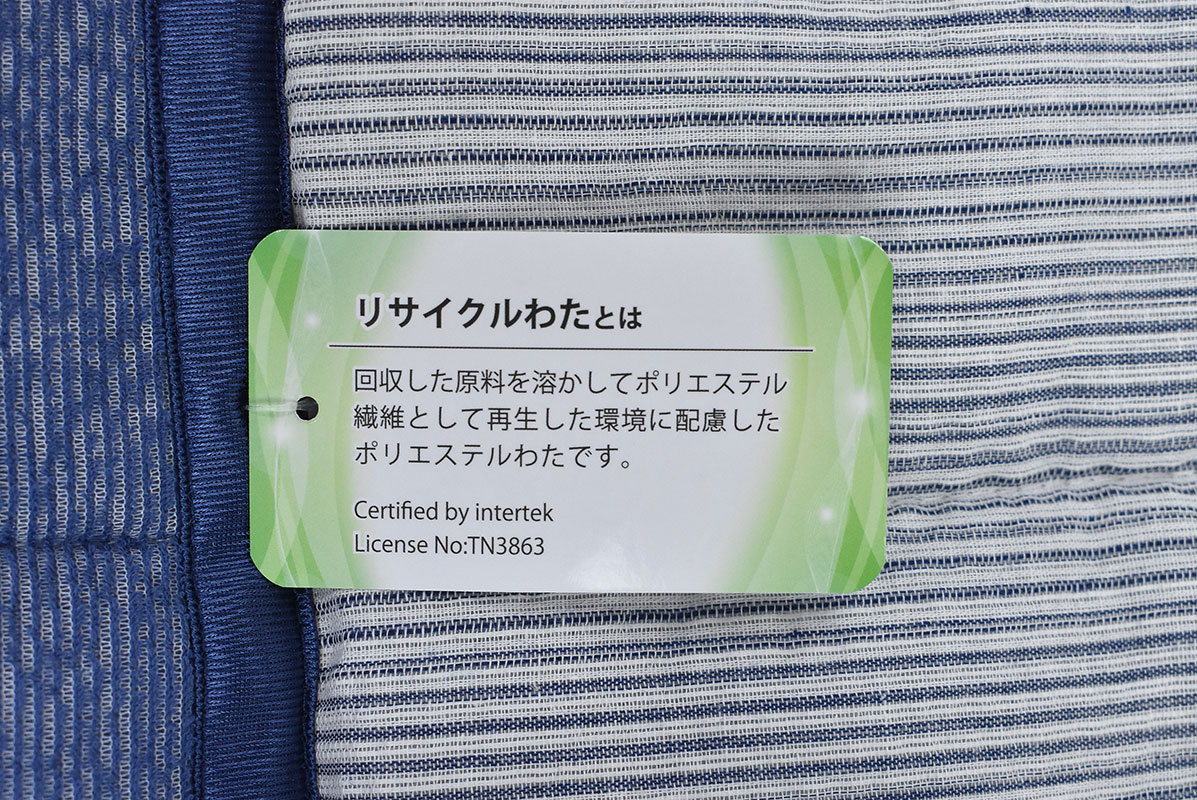 リサイクルわたとは
回収した原料を溶かしてポリエステル
繊維として再生した環境に配慮した
ポリエステルわたです。
Certified by intertek
License No:TN3863